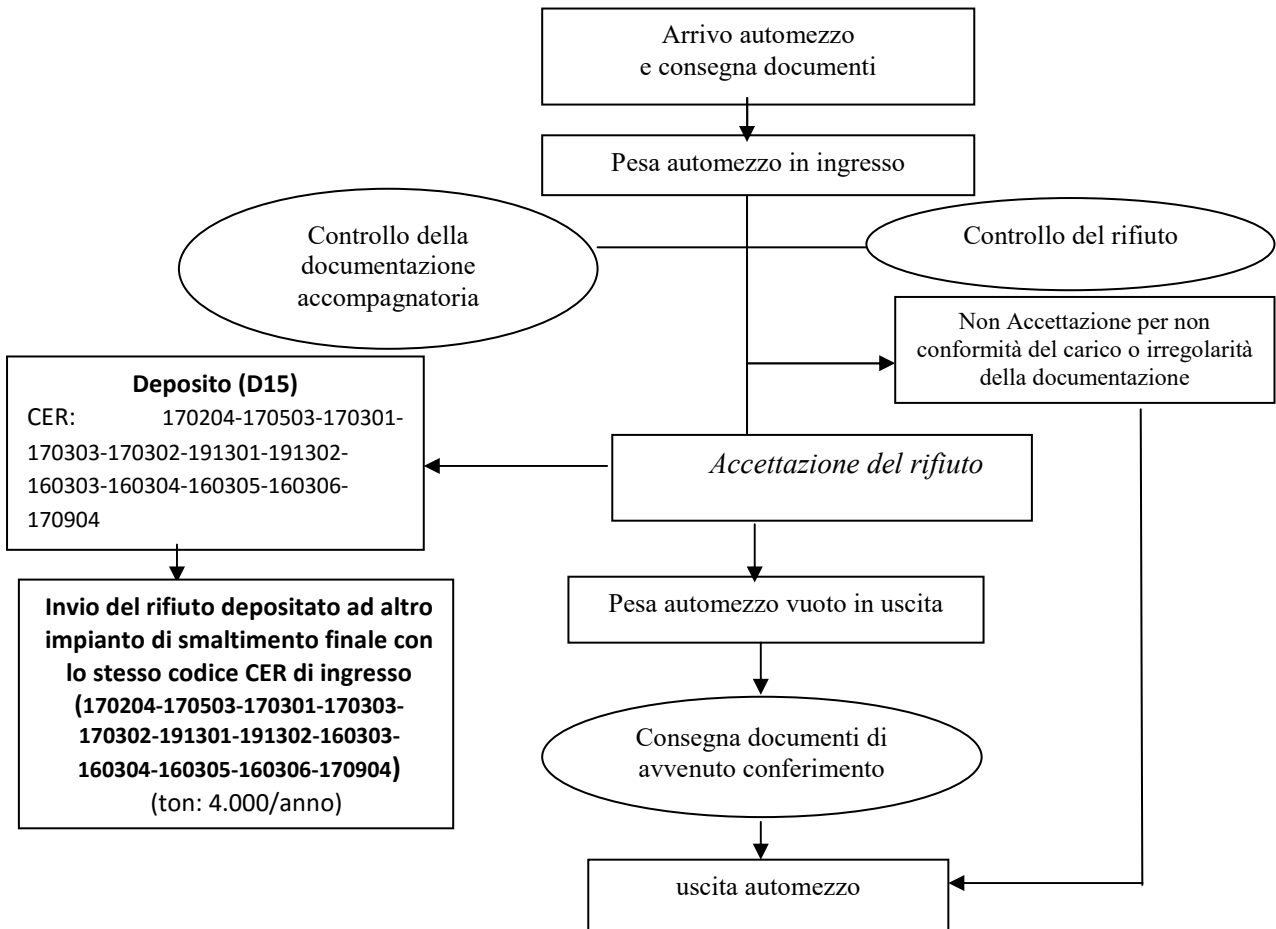 Arrivo automezzo
e consegna documenti
Pesa automezzo in ingresso
Controllo della
documentazione
accompagnatoria
Controllo del rifiuto
Non Accettazione per non
conformità del carico o irregolarità
della documentazione
Deposito (D15)
CER: 170204-170503-170301-
170303-170302-191301-191302-
160303-160304-160305-160306-
170904
Accettazione del rifiuto
Invio del rifiuto depositato ad altro
impianto di smaltimento finale con
lo stesso codice CER di ingresso
(170204-170503-170301-170303-
170302-191301-191302-160303-
160304-160305-160306-170904)
(ton: 4.000/anno)
Pesa automezzo vuoto in uscita
Consegna documenti di
avvenuto conferimento
uscita automezzo